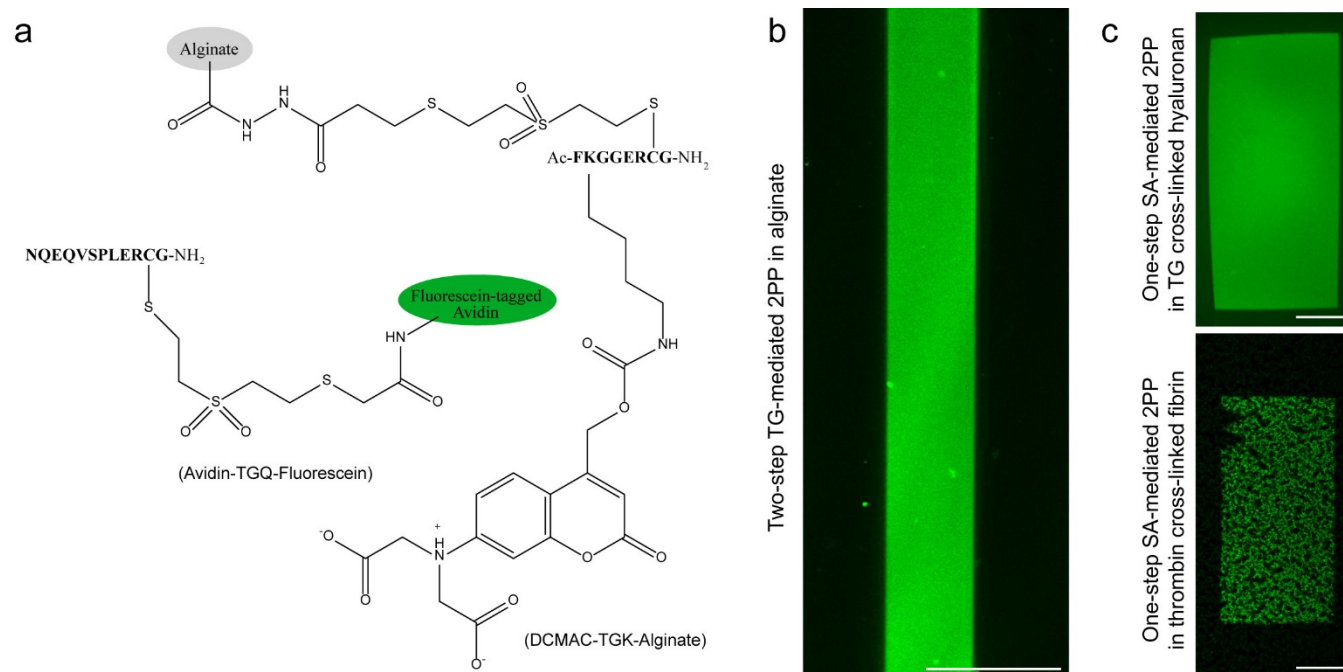 a
Alginate
O
N
H
H
N
O
S
O
S
O
S
Ac-FKGGERCG-NH2
NQEQVSPLERCG-NH2
S
S
O
O
S
HN
O
Fluorescein-tagged
Avidin
(Avidin-TGQ-Fluorescein)
O
NH
O
-O
O
+
NH
O
O
O
O-
(DCMAC-TGK-Alginate)
b
Two-step TG-mediated 2PP in alginate
c
One-step SA-mediated 2PP
in TG cross-linked hyaluronan
One-step SA-mediated 2PP
in thrombin cross-linked fibrin